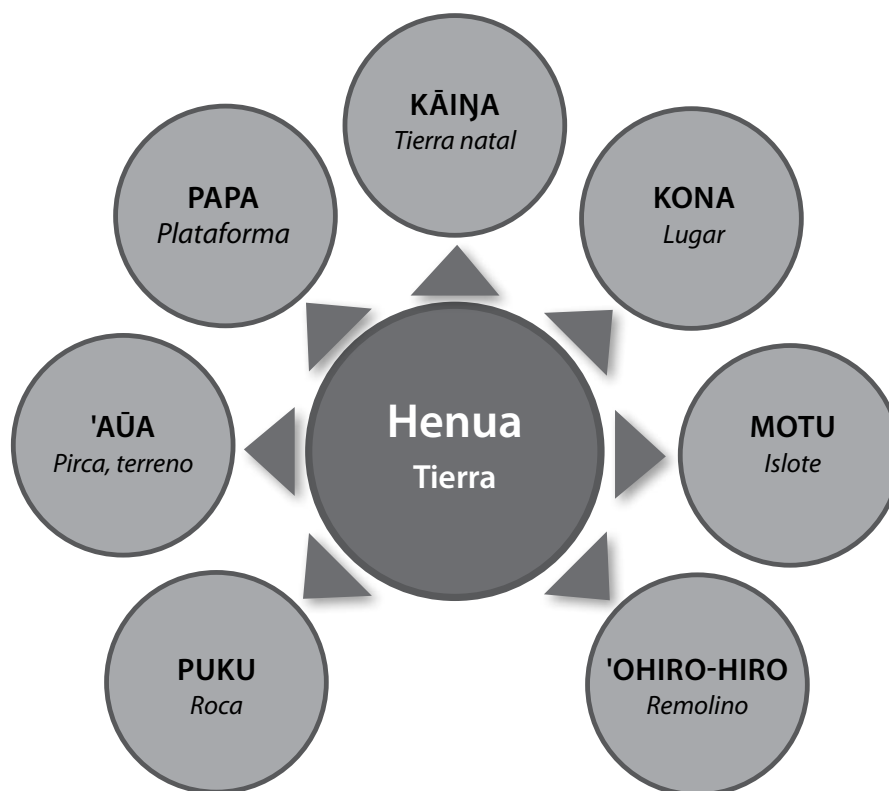 KĀIŊA
Tierra natal
PAPA
Plataforma
KONA
Lugar
'AŪA
Pirca, terreno
Henua
Tierra
MOTU
Islote
PUKU
Roca
'OHIRO-HIRO
Remolino